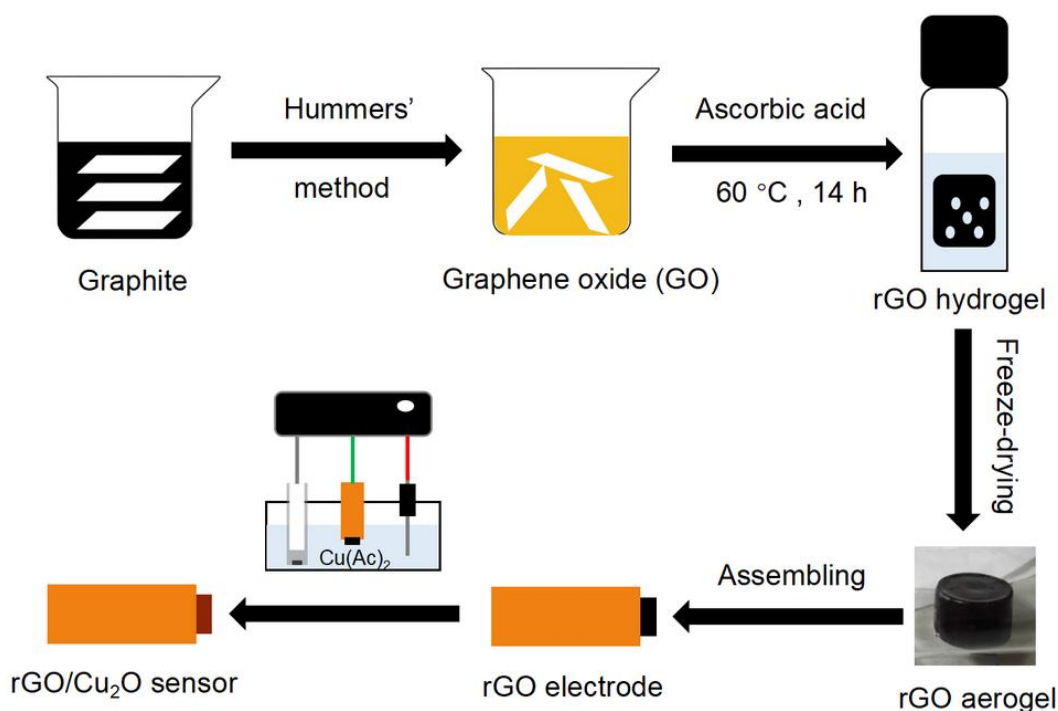 Hummers’
method
Graphite
Graphene oxide (GO)
Ascorbic acid
60 °C , 14 h
rGO hydrogel
Freeze-drying
rGO aerogel
Assembling
rGO electrode
Cu(Ac)₂
rGO/Cu₂O sensor